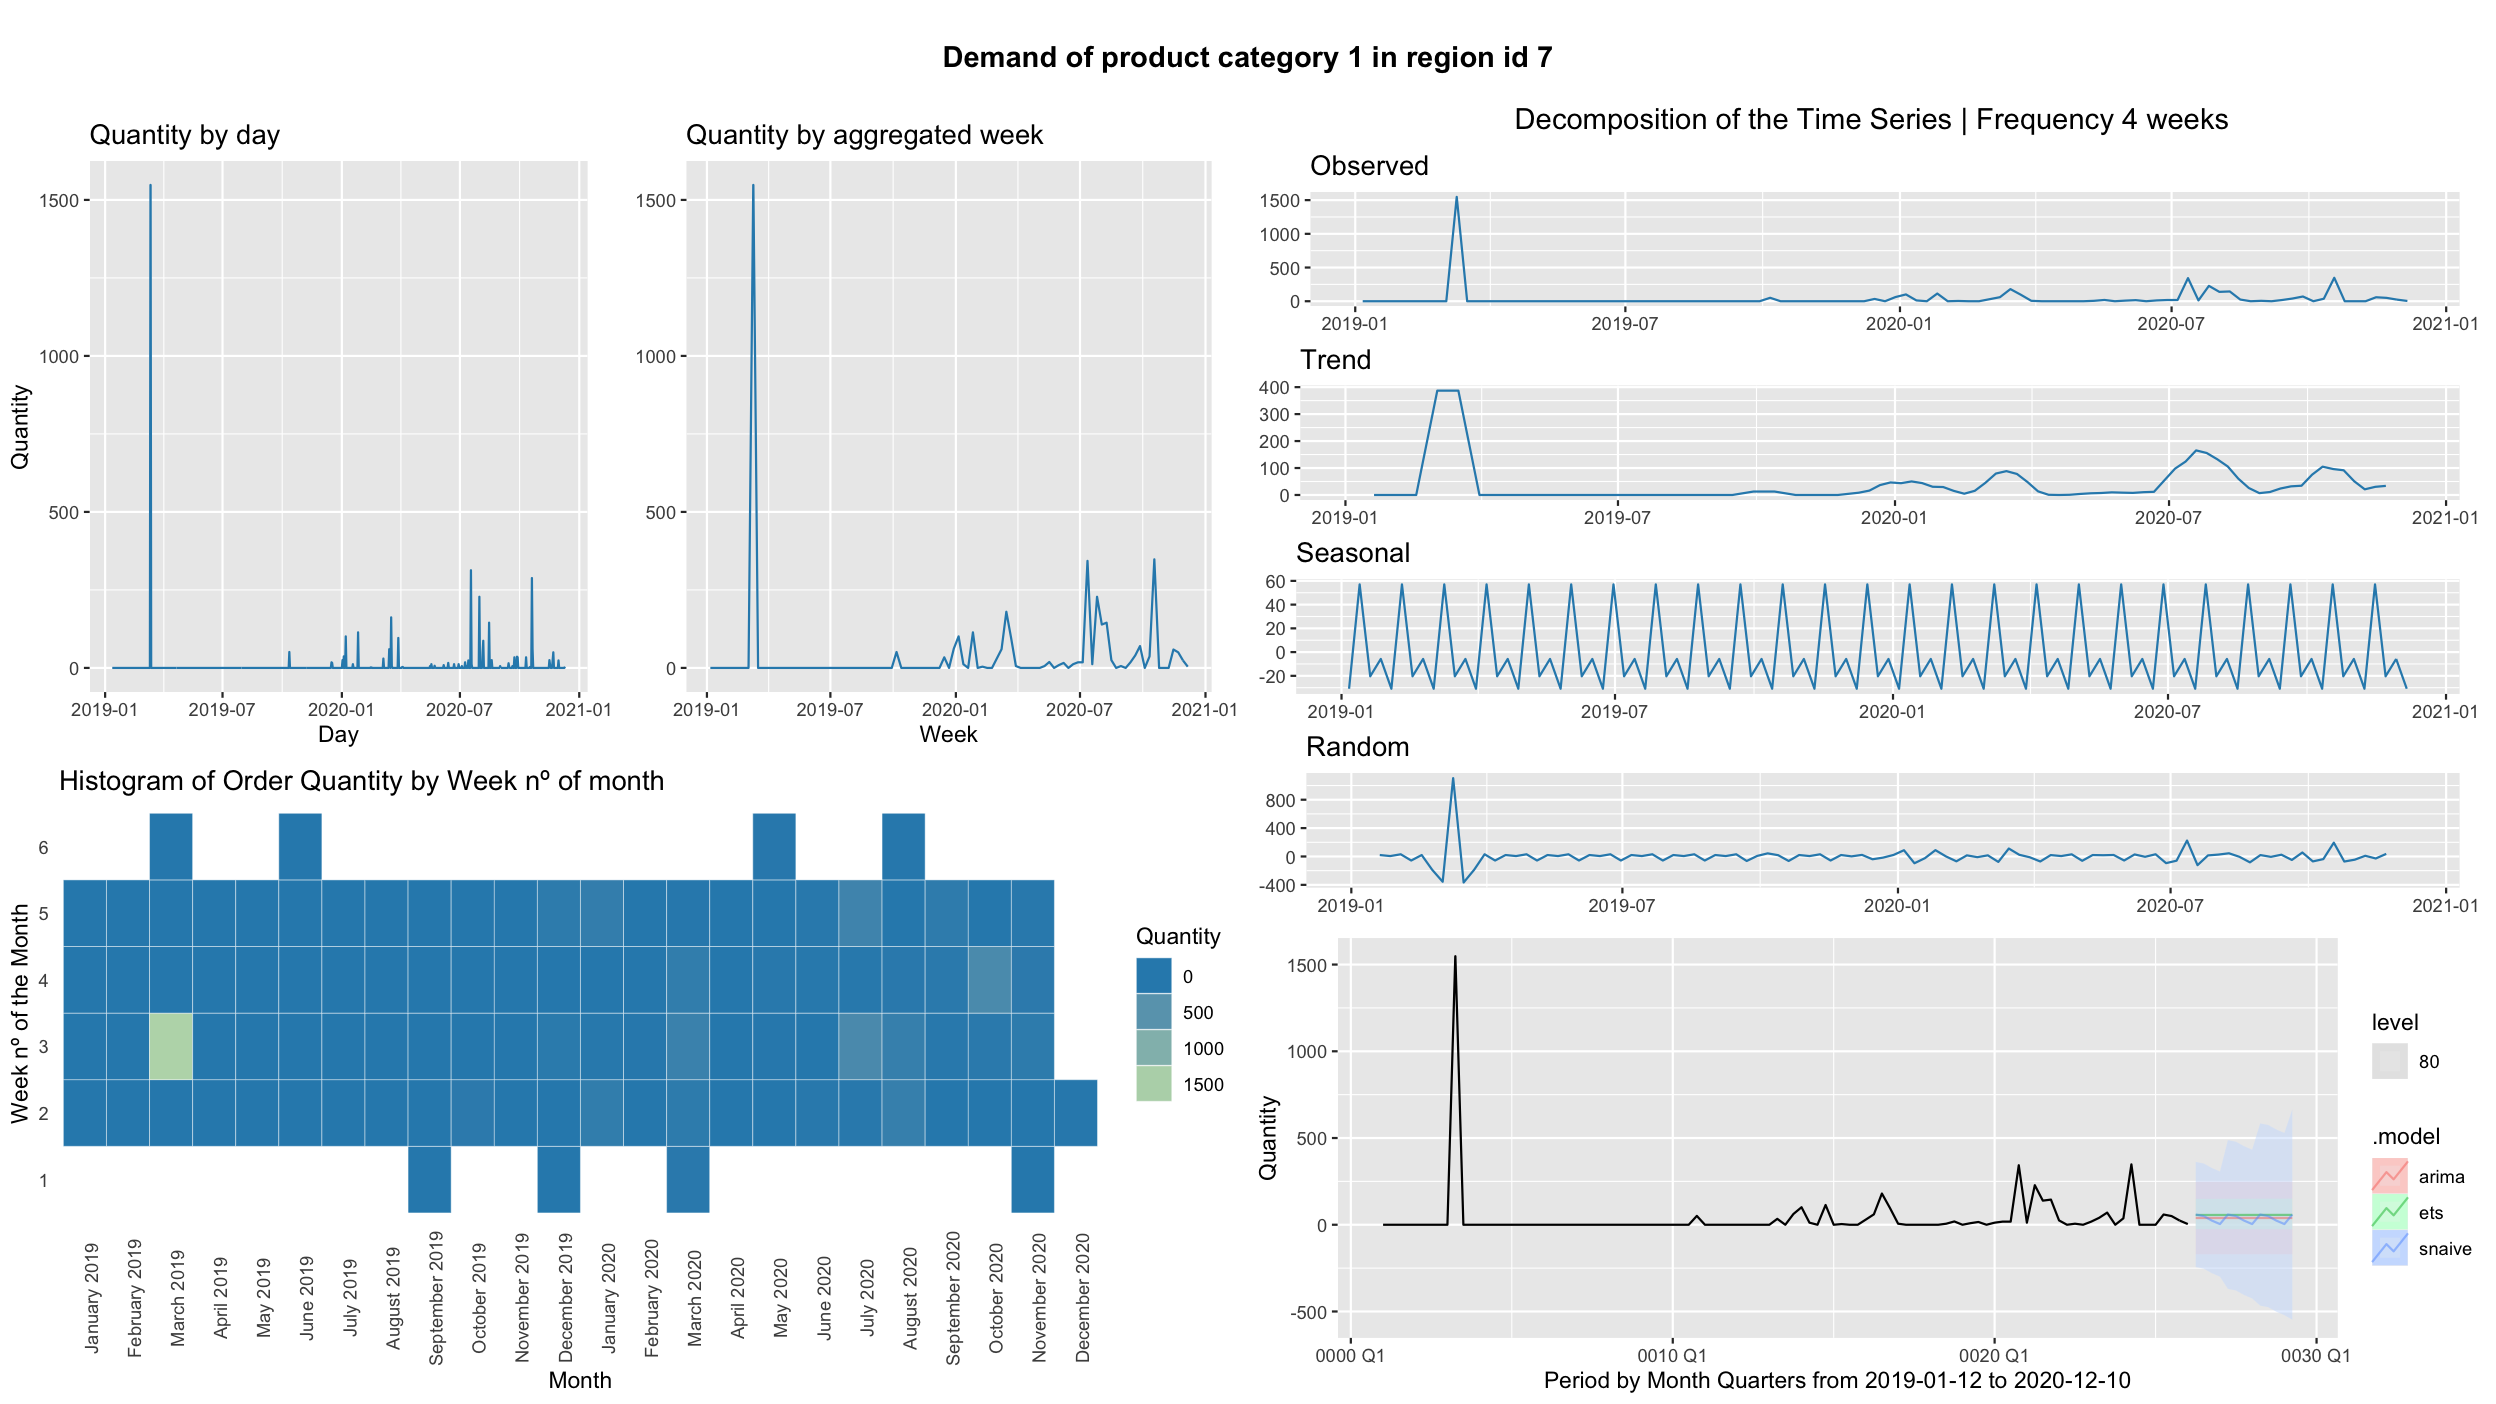 Demand of product category 1 in region id 7
Quantity by day
Quantity
1500
1000
500
0
2019-01
2019-07
2020-01
2020-07
2021-01
Day
Quantity by aggregated week
1500
1000
500
0
2019-01
2019-07
2020-01
2020-07
2021-01
Week
Decomposition of the Time Series | Frequency 4 weeks
Observed
1500
1000
500
0
2019-01
2019-07
2020-01
2020-07
2021-01
Trend
400
300
200
100
0
2019-01
2019-07
2020-01
2020-07
2021-01
Seasonal
60
40
20
0
-20
2019-01
2019-07
2020-01
2020-07
2021-01
Random
800
400
0
-400
2019-01
2019-07
2020-01
2020-07
2021-01
Histogram of Order Quantity by Week nº of month
Week nº of the Month
6
5
4
3
2
1
January 2019
February 2019
March 2019
April 2019
May 2019
June 2019
July 2019
August 2019
September 2019
October 2019
November 2019
December 2019
January 2020
February 2020
March 2020
April 2020
May 2020
June 2020
July 2020
August 2020
September 2020
October 2020
November 2020
December 2020
Month
Quantity
0
500
1000
1500
Quantity
1500
1000
500
0
-500
0000 Q1
0010 Q1
0020 Q1
0030 Q1
Period by Month Quarters from 2019-01-12 to 2020-12-10
level
80
.model
arima
ets
snaive